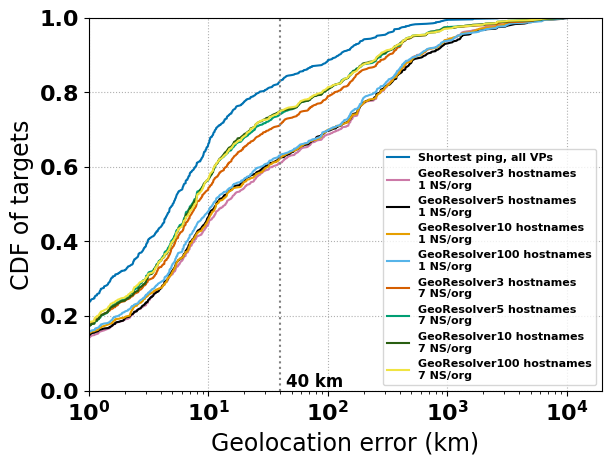 1.0
0.8
0.6
0.4
0.2
0.0
CDF of targets
10^0
10^1
10^2
10^3
10^4
Geolocation error (km)
40 km
Shortest ping, all VPs
GeoResolver3 hostnames
1 NS/org
GeoResolver5 hostnames
1 NS/org
GeoResolver10 hostnames
1 NS/org
GeoResolver100 hostnames
1 NS/org
GeoResolver3 hostnames
7 NS/org
GeoResolver5 hostnames
7 NS/org
GeoResolver10 hostnames
7 NS/org
GeoResolver100 hostnames
7 NS/org